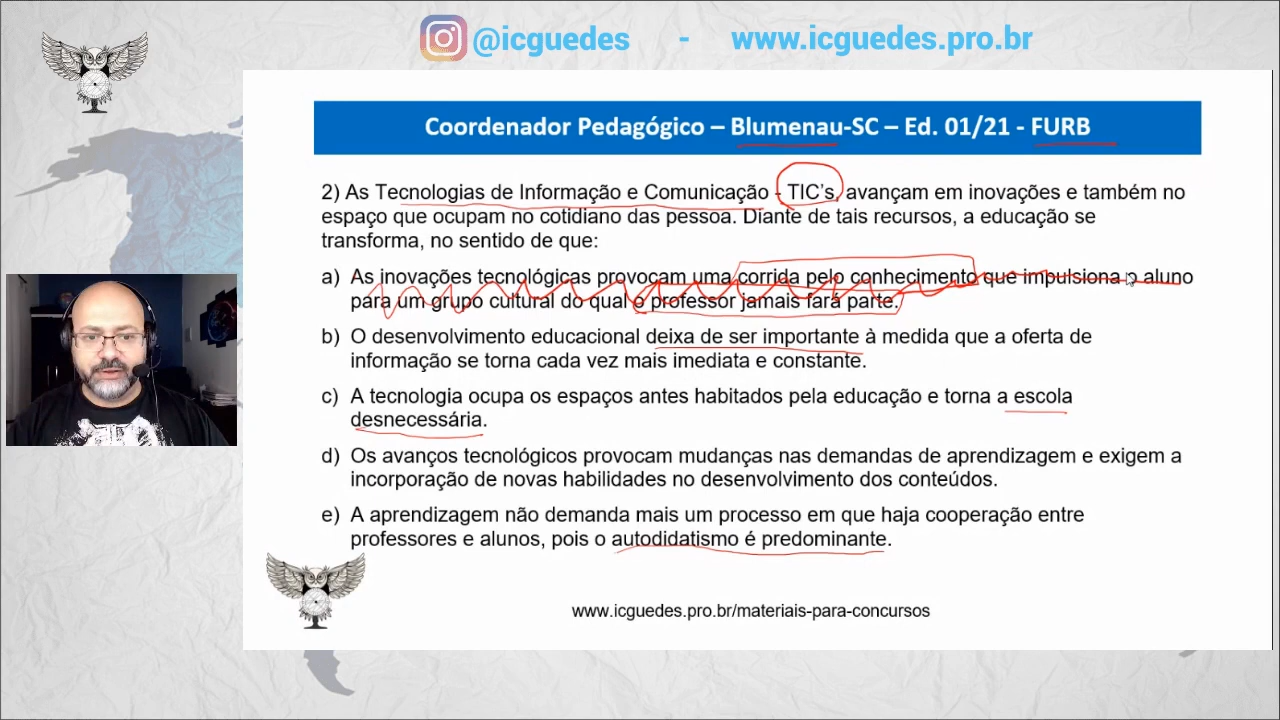 @icguedes - www.icguedes.pro.br
Coordenador Pedagógico – Blumenau-SC – Ed. 01/21 - FURB
2) As Tecnologias de Informação e Comunicação - TIC's, avançam em inovações e também no
espaço que ocupam no cotidiano das pessoa. Diante de tais recursos, a educação se
transforma, no sentido de que:
a) As inovações tecnológicas provocam uma corrida pelo conhecimento que impulsiona o aluno
para um grupo cultural do qual o professor jamais fará parte.
b) O desenvolvimento educacional deixa de ser importante à medida que a oferta de
informação se torna cada vez mais imediata e constante.
c) A tecnologia ocupa os espaços antes habitados pela educação e torna a escola
desnecessária.
d) Os avanços tecnológicos provocam mudanças nas demandas de aprendizagem e exigem a
incorporação de novas habilidades no desenvolvimento dos conteúdos.
e) A aprendizagem não demanda mais um processo em que haja cooperação entre
professores e alunos, pois o autodidatismo é predominante.
www.icguedes.pro.br/materiais-para-concursos